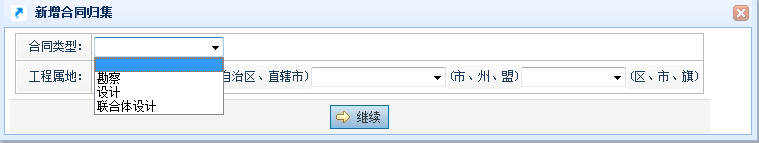 新增合同归集
合同类型：
勘察
工程属地： 自治区、直辖市） （市、州、盟） （区、市、旗）
设计
联合体设计
继续